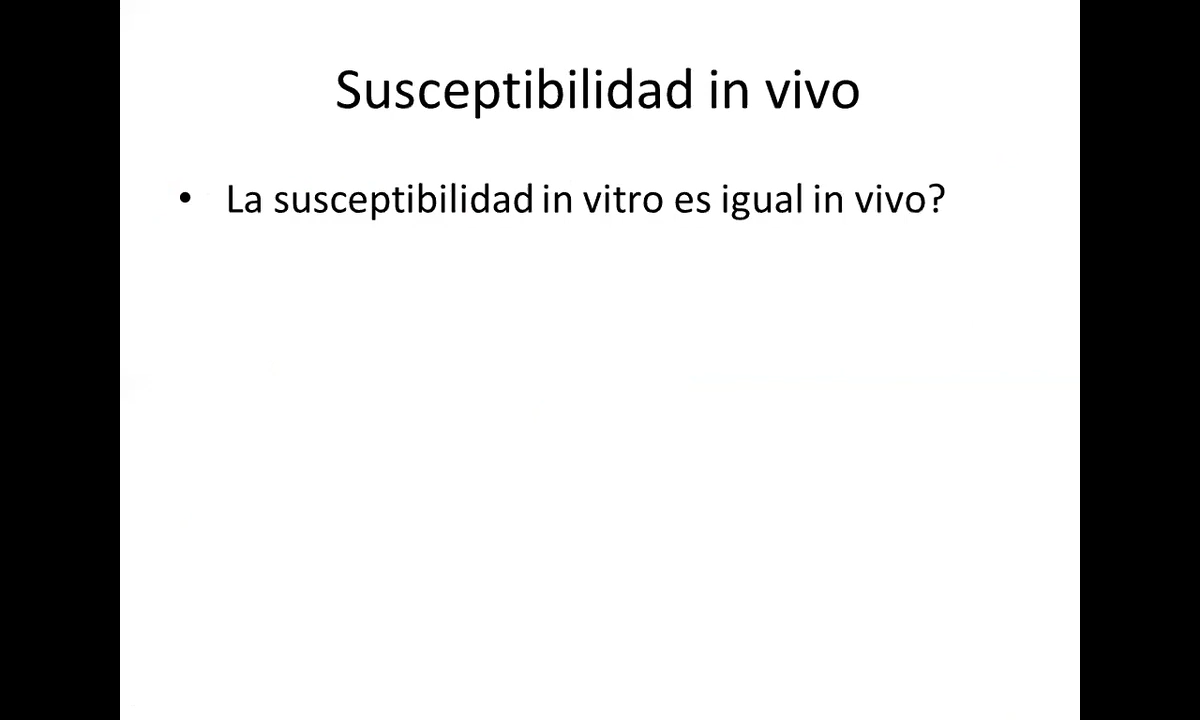 Susceptibilidad in vivo
• La susceptibilidad in vitro es igual in vivo?